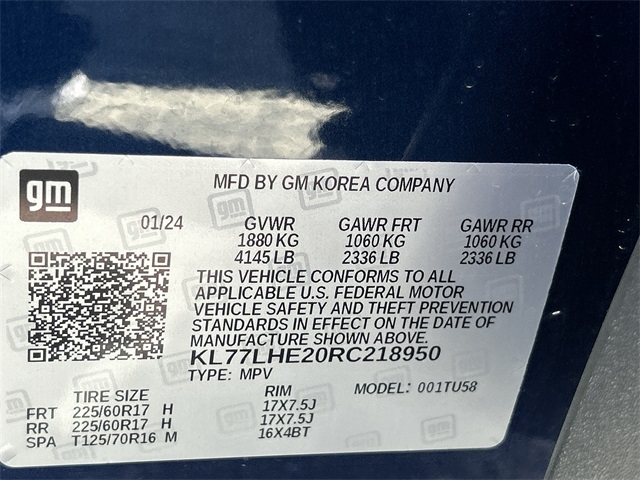 gm
MFD BY GM KOREA COMPANY
01/24 GVWR GAWR FRT GAWR RR
1880 KG 1060 KG 1060 KG
4145 LB 2336 LB 2336 LB
THIS VEHICLE CONFORMS TO ALL
APPLICABLE U.S. FEDERAL MOTOR
VEHICLE SAFETY AND THEFT PREVENTION
STANDARDS IN EFFECT ON THE DATE OF
MANUFACTURE SHOWN ABOVE.
KL77LHE20RC218950
TYPE: MPV MODEL: 001TU58
TIRE SIZE RIM
FRT 225/60R17 H 17X7.5J
RR 225/60R17 H 17X7.5J
SPA T125/70R16 M 16X4BT